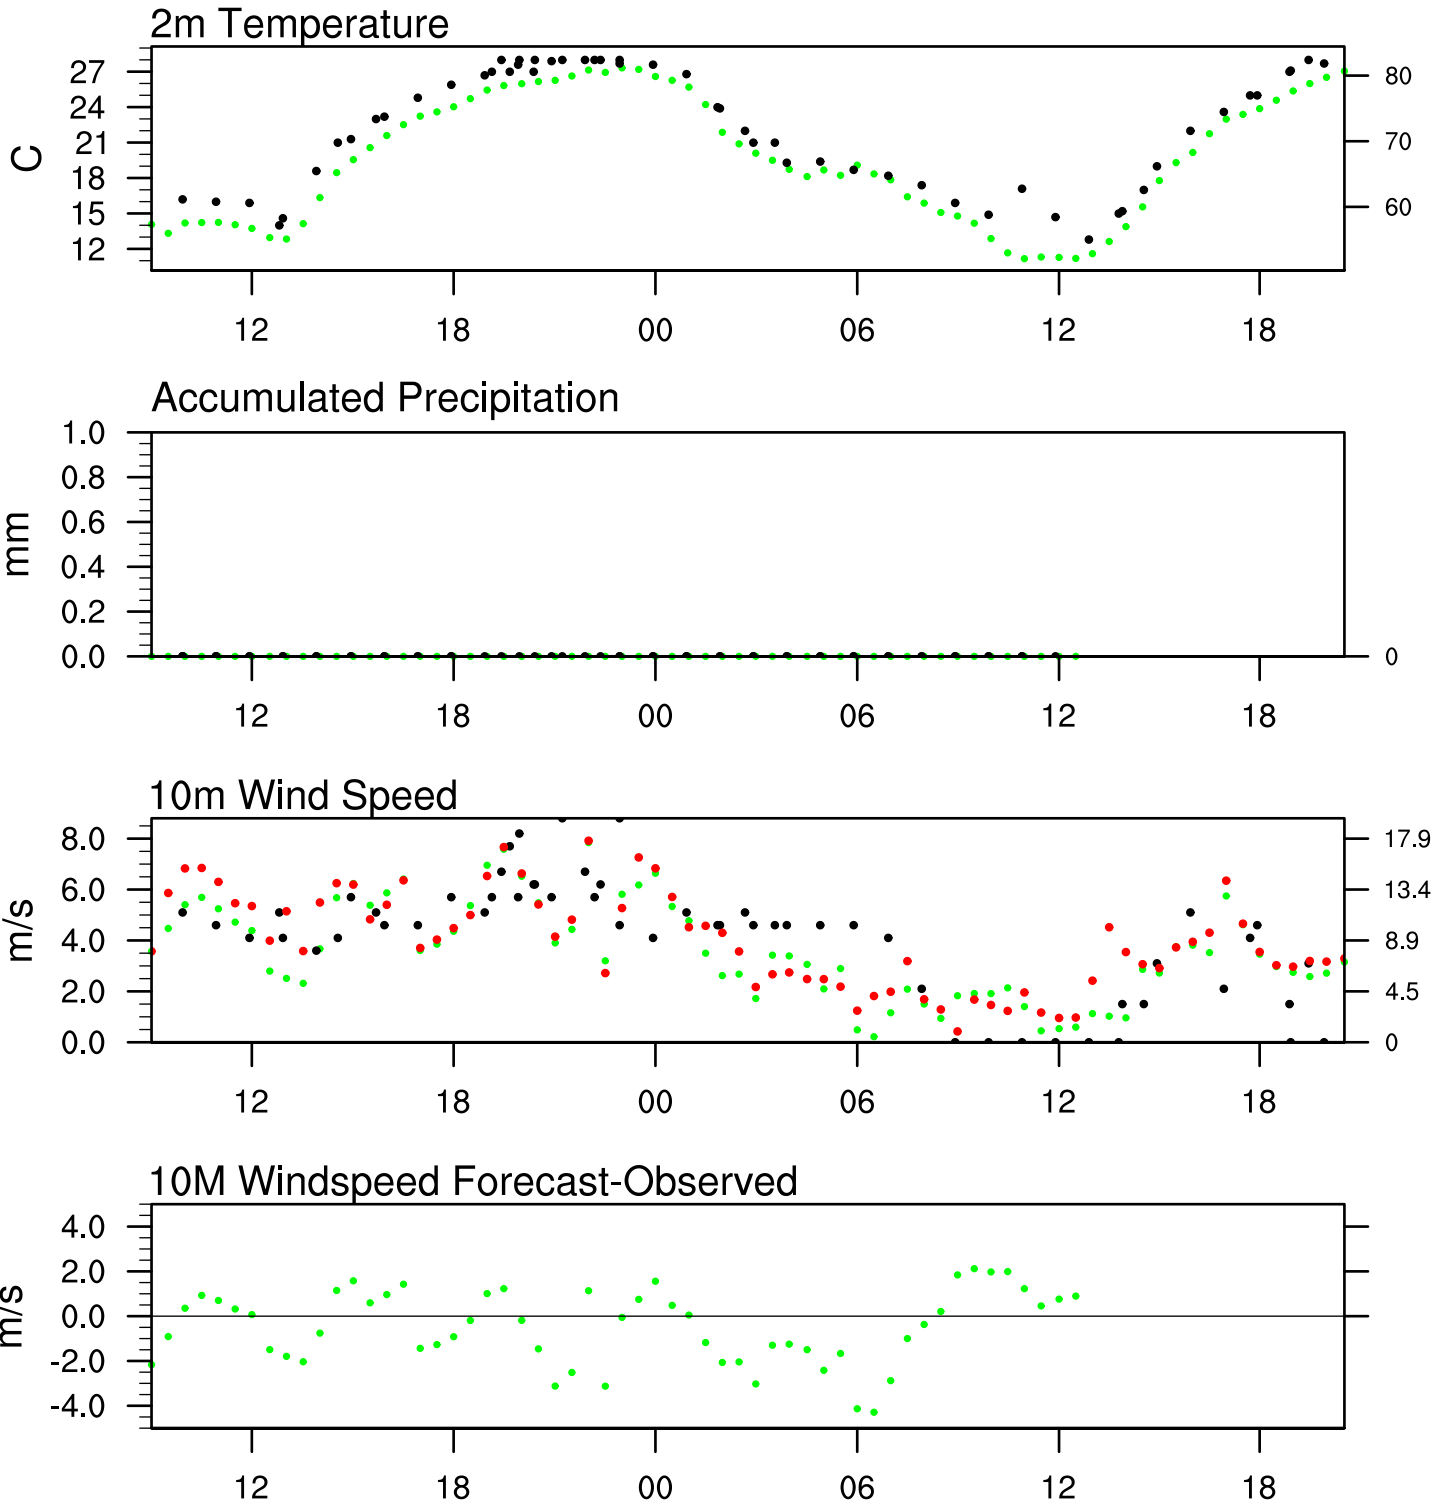 2m Temperature
27
24
21
18
15
12
C
80
70
60
12 18 00 06 12 18
Accumulated Precipitation
1.0
0.8
0.6
0.4
0.2
0.0
mm
0
12 18 00 06 12 18
10m Wind Speed
8.0
6.0
4.0
2.0
0.0
m/s
17.9
13.4
8.9
4.5
0
12 18 00 06 12 18
10M Windspeed Forecast-Observed
4.0
2.0
0.0
-2.0
-4.0
m/s
12 18 00 06 12 18